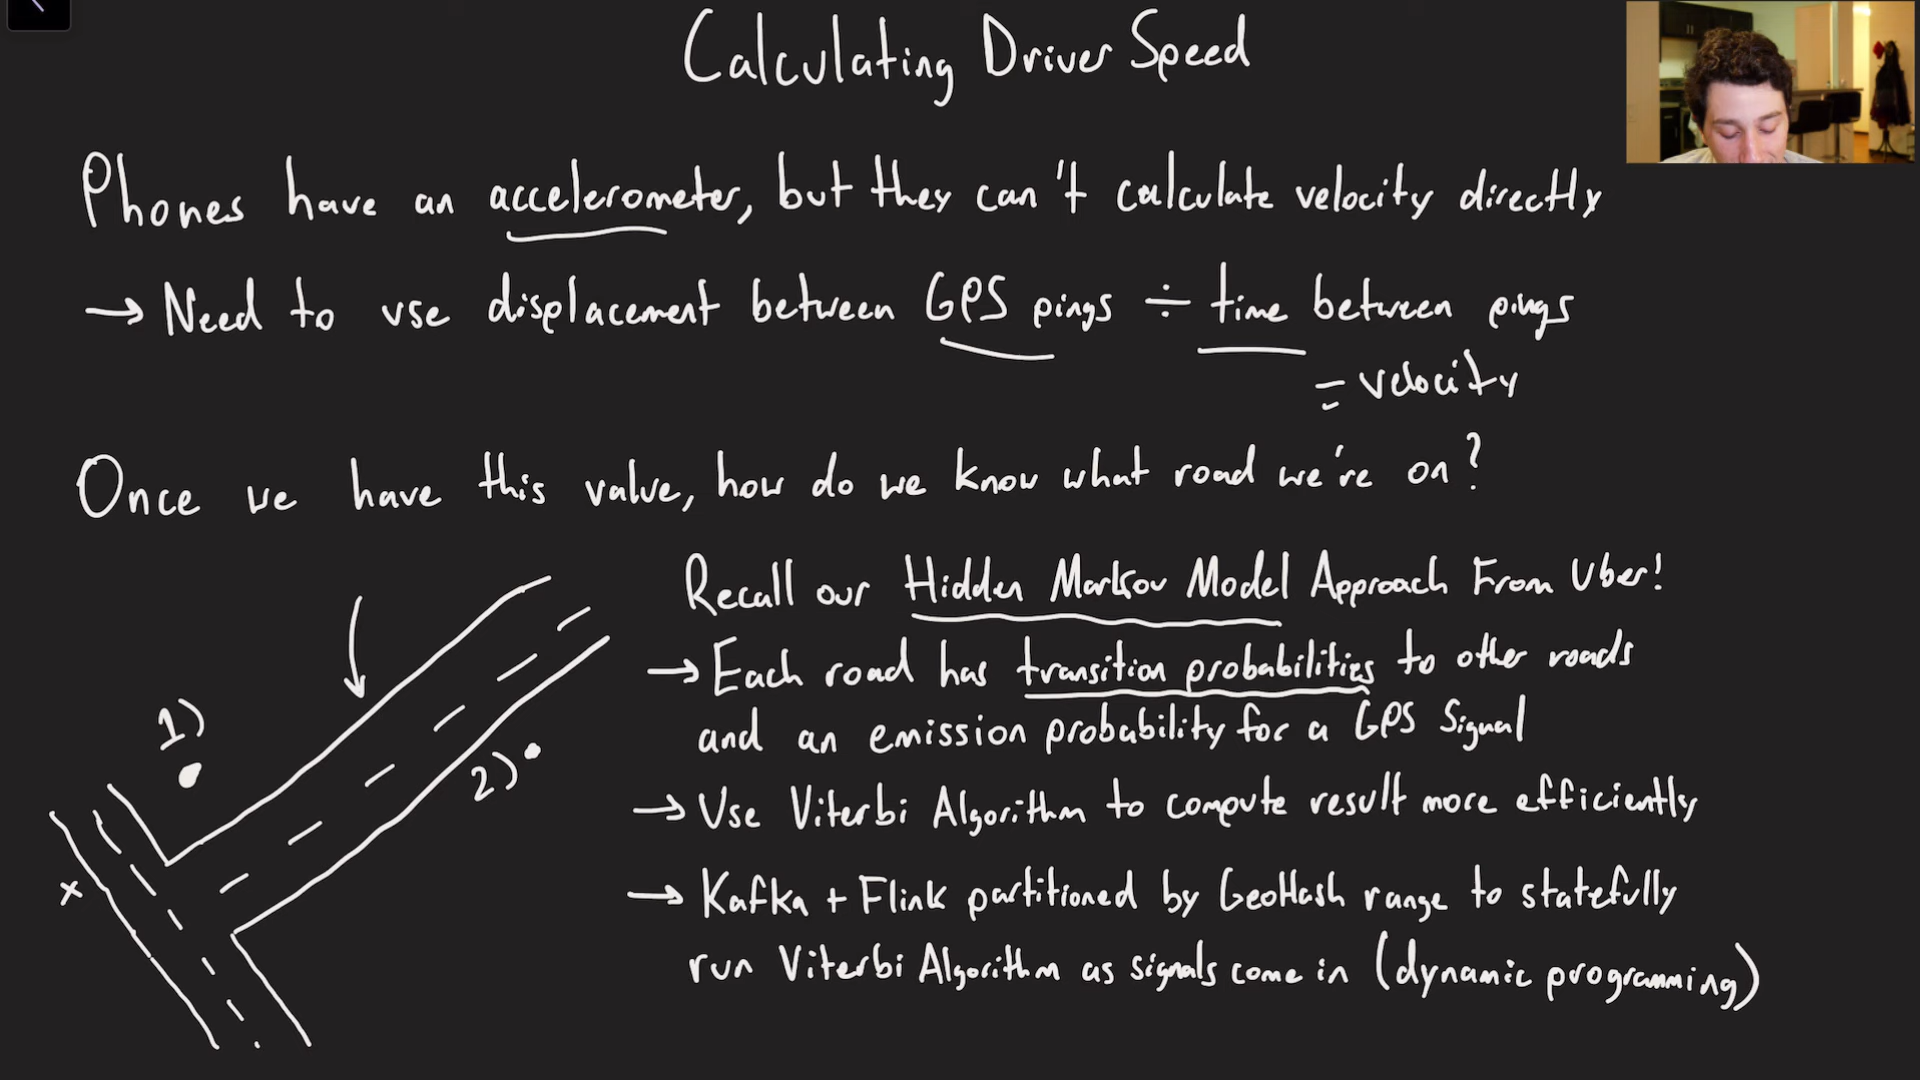 Calculating Driver Speed
Phones have an accelerometer, but they can't calculate velocity directly
→ Need to use displacement between GPS pings ÷ time between pings
= velocity
Once we have this value, how do we know what road we're on?
Recall our Hidden Markov Model Approach From Uber!
→ Each road has transition probabilities to other roads
and an emission probability for a GPS Signal
1)
2)
→ Use Viterbi Algorithm to compute result more efficiently
x
→ Kafka + Flink partitioned by GeoHash range to statefully
run Viterbi Algorithm as signals come in (dynamic programming)